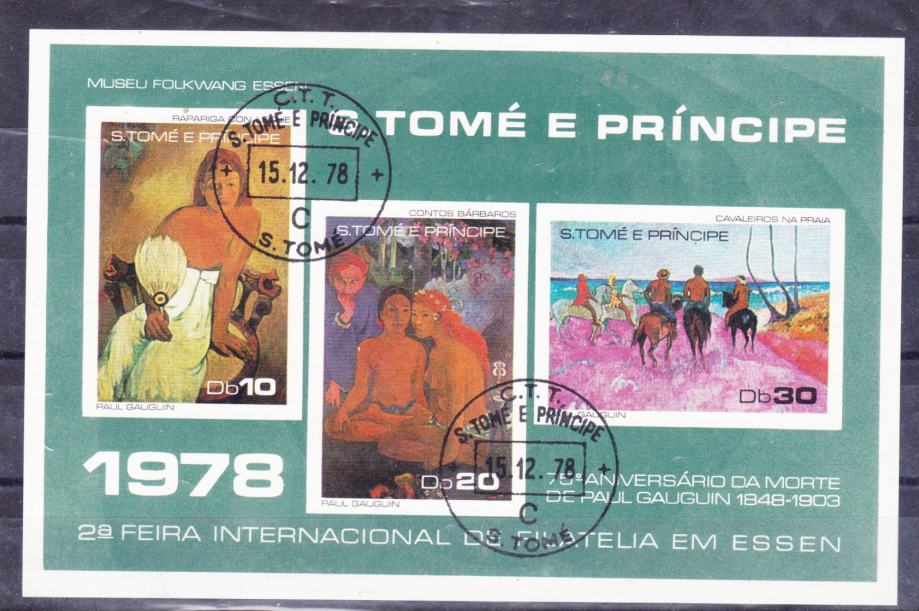 MUSEU FOLKWANG ESSEN
TOMÉ E PRÍNCIPE
C.T.T.
S. TOMÉ E PRÍNCIPE
15.12.78
C
S. TOMÉ
RAPARIGA CON
S.TOMÉ E PRÍNCIPE
Db10
PAUL GAUGUIN
CONTOS BÁRBAROS
S.TOMÉ E PRÍNCIPE
Db20
PAUL GAUGUIN
CAVALEIROS NA PRAIA
S.TOMÉ E PRÍNCIPE
Db30
GAUGUIN
C.T.T.
S. TOMÉ E PRÍNCIPE
15.12.78
C
S. TOMÉ
1978
75º ANIVERSÁRIO DA MORTE
DE PAUL GAUGUIN 1848-1903
2ª FEIRA INTERNACIONAL DE FILATELIA EM ESSEN